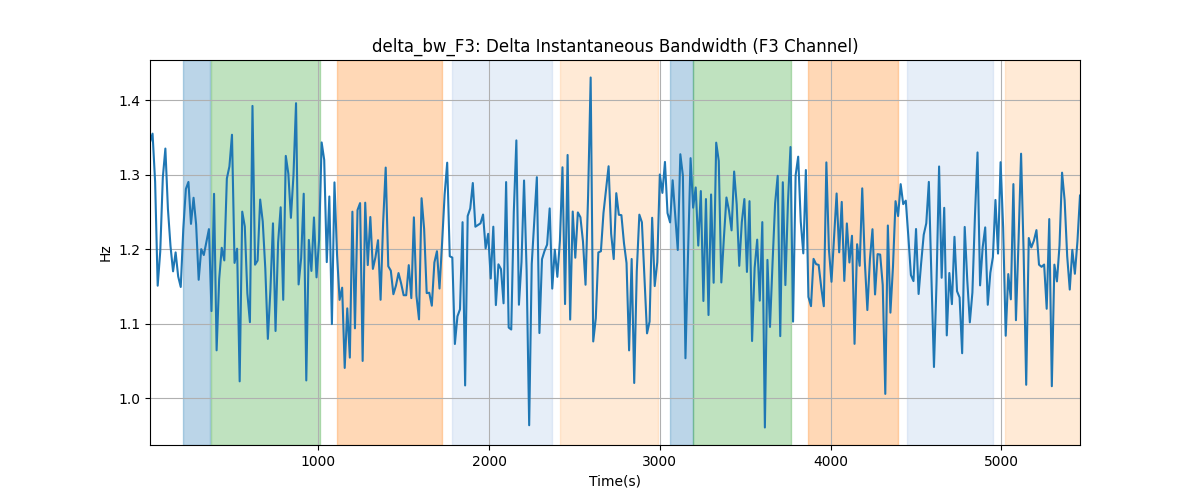 delta_bw_F3: Delta Instantaneous Bandwidth (F3 Channel)
1.4
1.3
1.2
1.1
1.0
Hz
1000 2000 3000 4000 5000
Time(s)